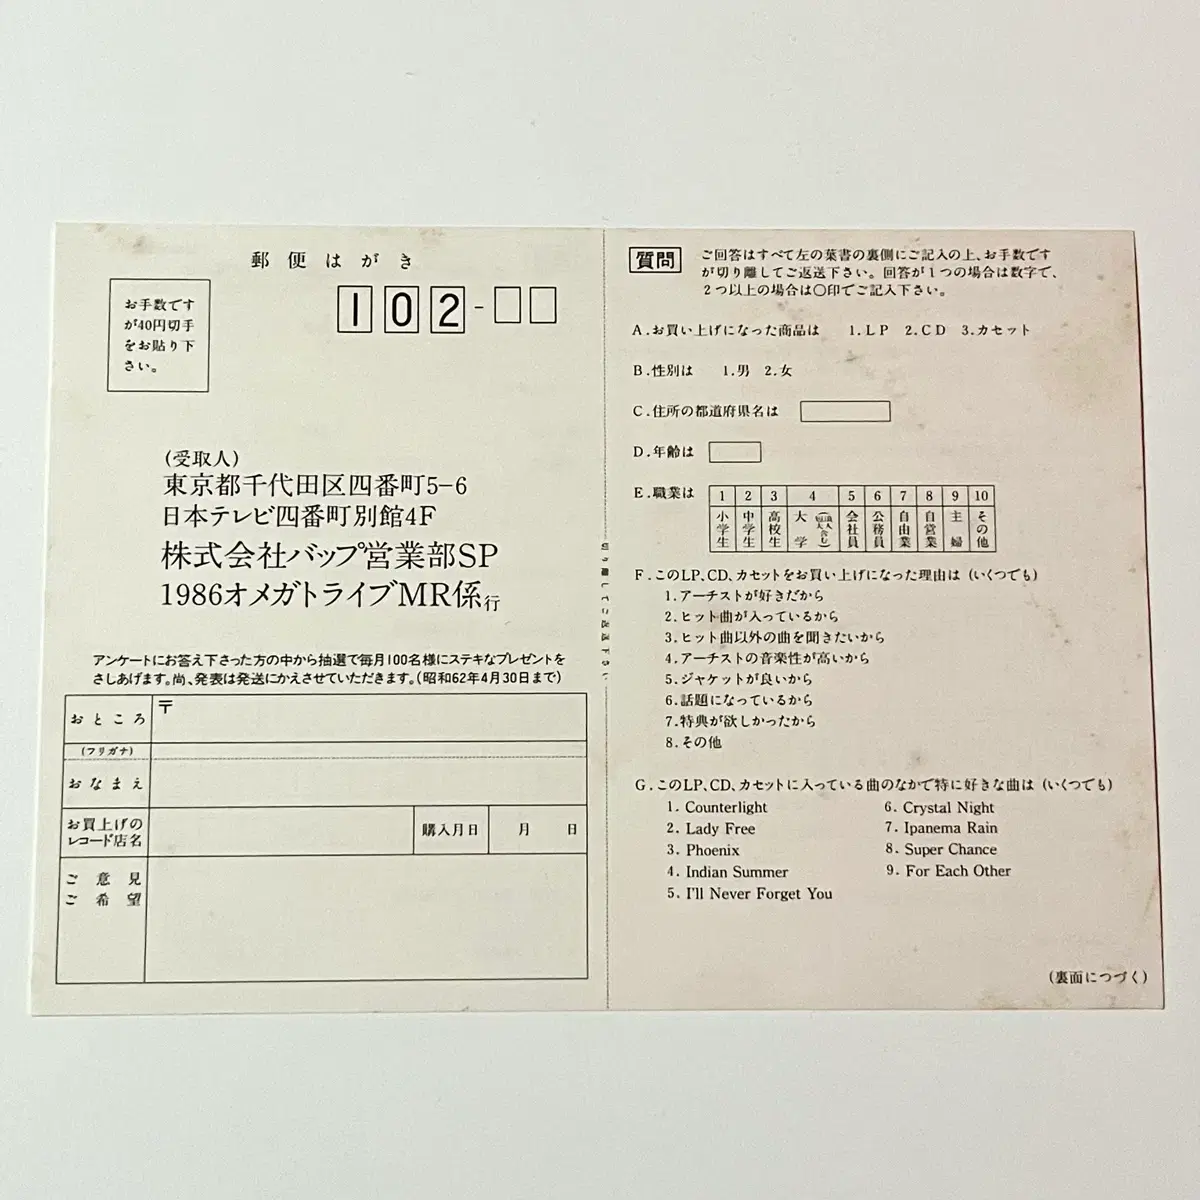 郵便はがき
お手数です
が40円切手
をお貼り下
さい。
102-
(受取人)
東京都千代田区四番町5-6
日本テレビ四番町別館4F
株式会社バップ営業部SP
1986オメガトライブMR係行
アンケートにお答え下さった方の中から抽選で毎月100名様にステキなプレゼントを
さしあげます。尚、発表は発送にかえさせていただきます。(昭和62年4月30日まで)
おところ 〒
(フリガナ)
おなまえ
お買上げの
レコード店名
購入月日 月 日
ご意見
ご希望
切り離してご返送下さい
質問
ご回答はすべて左の葉書の裏側にご記入の上、お手数です
が切り離してご返送下さい。回答が1つの場合は数字で、
2つ以上の場合は○印でご記入下さい。
A.お買い上げになった商品は 1.LP 2.CD 3.カセット
B.性別は 1.男 2.女
C.住所の都道府県名は
D.年齢は
E.職業は
1 2 3 4 5 6 7 8 9 10
小学生
中学生
高校生
大学
会社員
公務員
自由業
自営業
主婦
その他
F.このLP、CD、カセットをお買い上げになった理由は(いくつでも)
1.アーチストが好きだから
2.ヒット曲が入っているから
3.ヒット曲以外の曲を聞きたいから
4.アーチストの音楽性が高いから
5.ジャケットが良いから
6.話題になっているから
7.特典が欲しかったから
8.その他
G.このLP、CD、カセットに入っている曲のなかで特に好きな曲は(いくつでも)
1. Counterlight
2. Lady Free
3. Phoenix
4. Indian Summer
5. I'll Never Forget You
6. Crystal Night
7. Ipanema Rain
8. Super Chance
9. For Each Other
(裏面につづく)